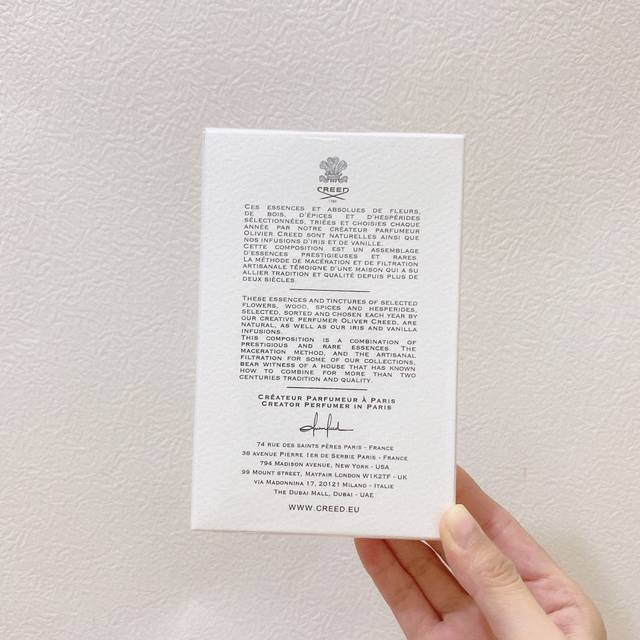 CREED
CES ESSENCES ET ABSOLUES DE FLEURS,
DE BOIS, D'ÉPICES ET D'HESPÉRIDES
SÉLECTIONNÉES, TRIÉES ET CHOISIES CHAQUE
ANNÉE PAR NOTRE CRÉATEUR PARFUMEUR
OLIVIER CREED SONT NATURELLES AINSI QUE
NOS INFUSIONS D'IRIS ET DE VANILLE.
CETTE COMPOSITION EST UN ASSEMBLAGE
D'ESSENCES PRESTIGIEUSES ET RARES.
LA MÉTHODE DE MACÉRATION ET DE FILTRATION
ARTISANALE TÉMOIGNE D'UNE MAISON QUI A SU
ALLIER TRADITION ET QUALITÉ DEPUIS PLUS DE
DEUX SIÈCLES.
THESE ESSENCES AND TINCTURES OF SELECTED
FLOWERS, WOOD, SPICES AND HESPERIDES,
SELECTED, SORTED AND CHOSEN EACH YEAR BY
OUR CREATIVE PERFUMER OLIVER CREED, ARE
NATURAL, AS WELL AS OUR IRIS AND VANILLA
INFUSIONS.
THIS COMPOSITION IS A COMBINATION OF
PRESTIGIOUS AND RARE ESSENCES. THE
MACERATION METHOD, AND THE ARTISANAL
FILTRATION FOR SOME OF OUR COLLECTIONS,
BEAR WITNESS OF A HOUSE THAT HAS KNOWN
HOW TO COMBINE FOR MORE THAN TWO
CENTURIES TRADITION AND QUALITY.
CRÉATEUR PARFUMEUR À PARIS
CREATOR PERFUMER IN PARIS
74 RUE DES SAINTS PÈRES PARIS - FRANCE
38 AVENUE PIERRE 1ER DE SERBIE PARIS - FRANCE
794 MADISON AVENUE, NEW YORK - USA
99 MOUNT STREET, MAYFAIR LONDON W1K2TF - UK
VIA MADONNINA 17, 20121 MILANO - ITALIE
THE DUBAI MALL, DUBAI - UAE
WWW.CREED.EU